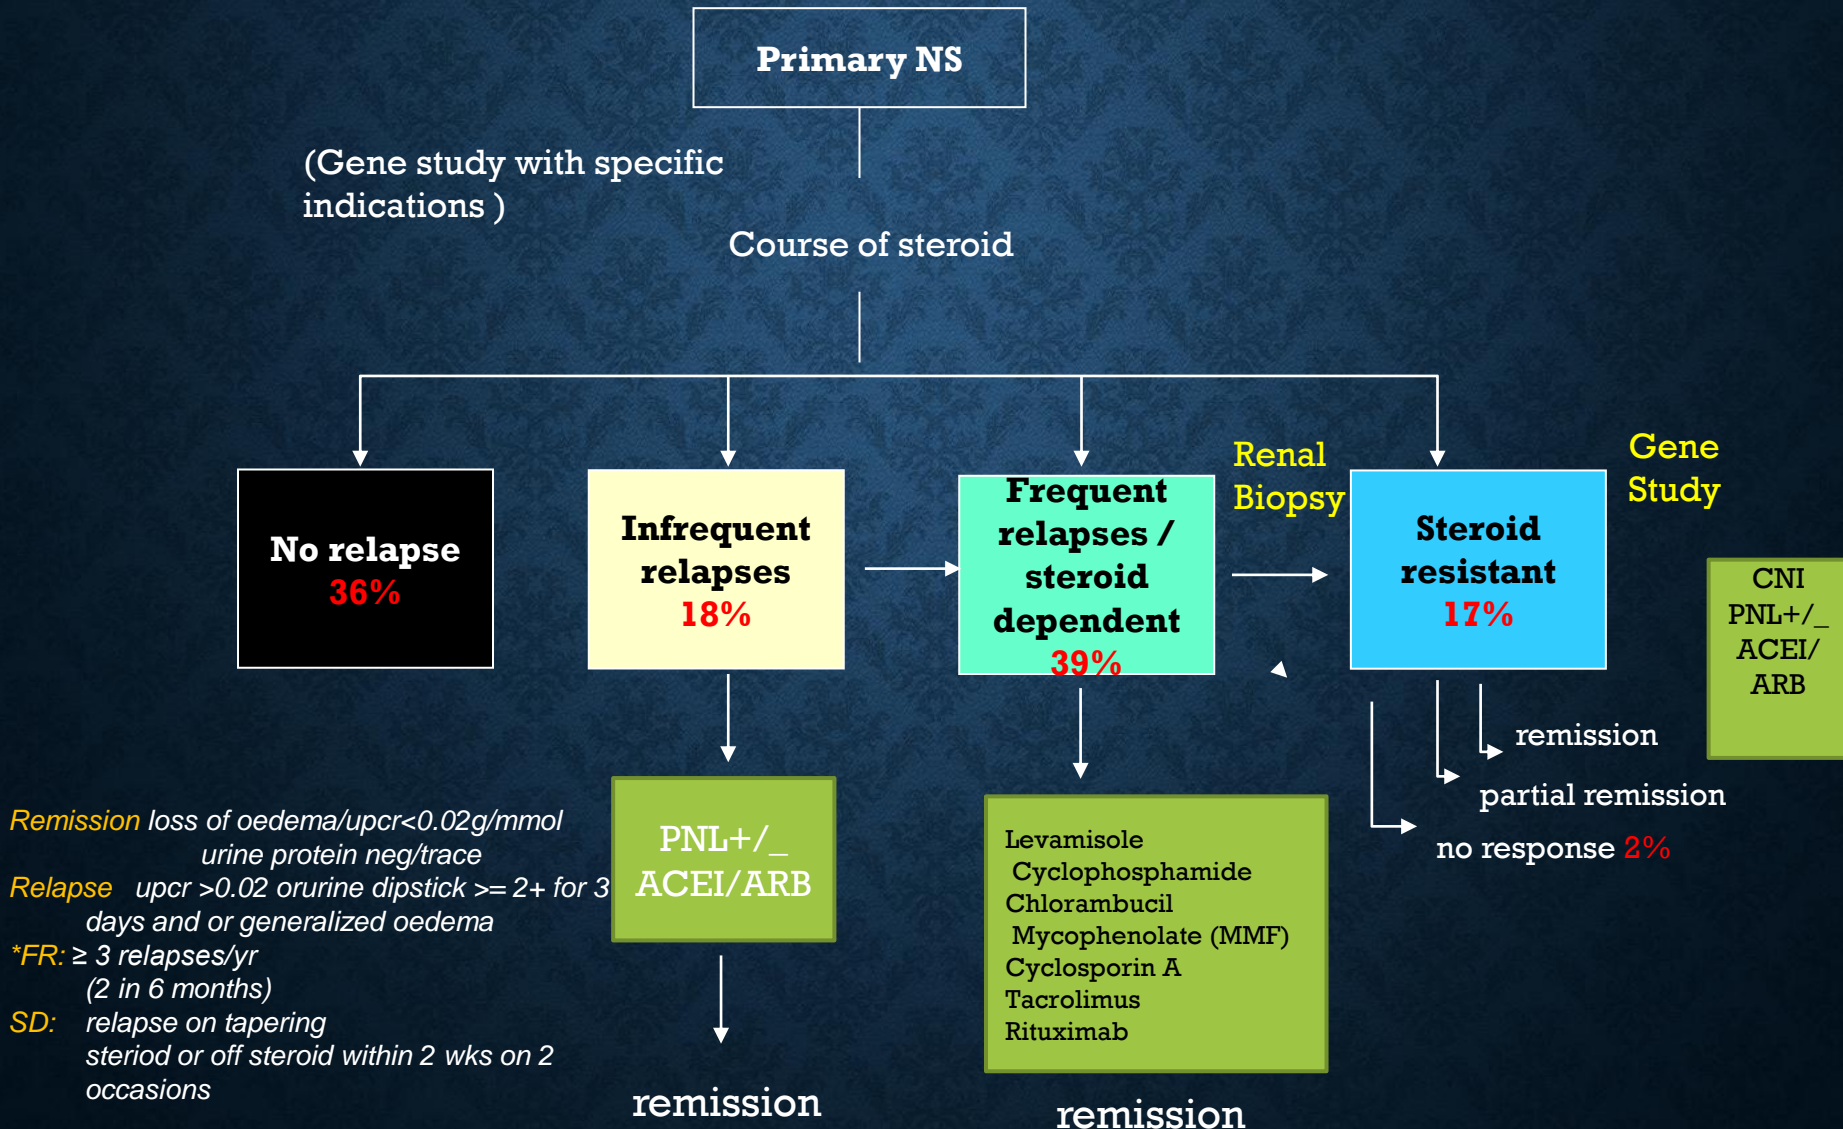 Primary NS
(Gene study with specific
indications )
Course of steroid
No relapse
36%
Infrequent
relapses
18%
Frequent
relapses /
steroid
dependent
39%
Renal
Biopsy
Steroid
resistant
17%
Gene
Study
CNI
PNL+/_
ACEI/
ARB
remission
partial remission
no response 2%
PNL+/_
ACEI/ARB
remission
Levamisole
Cyclophosphamide
Chlorambucil
Mycophenolate (MMF)
Cyclosporin A
Tacrolimus
Rituximab
remission
Remission loss of oedema/upcr<0.02g/mmol
urine protein neg/trace
Relapse upcr >0.02 orurine dipstick >= 2+ for 3
days and or generalized oedema
*FR: ≥ 3 relapses/yr
(2 in 6 months)
SD: relapse on tapering
steriod or off steroid within 2 wks on 2
occasions